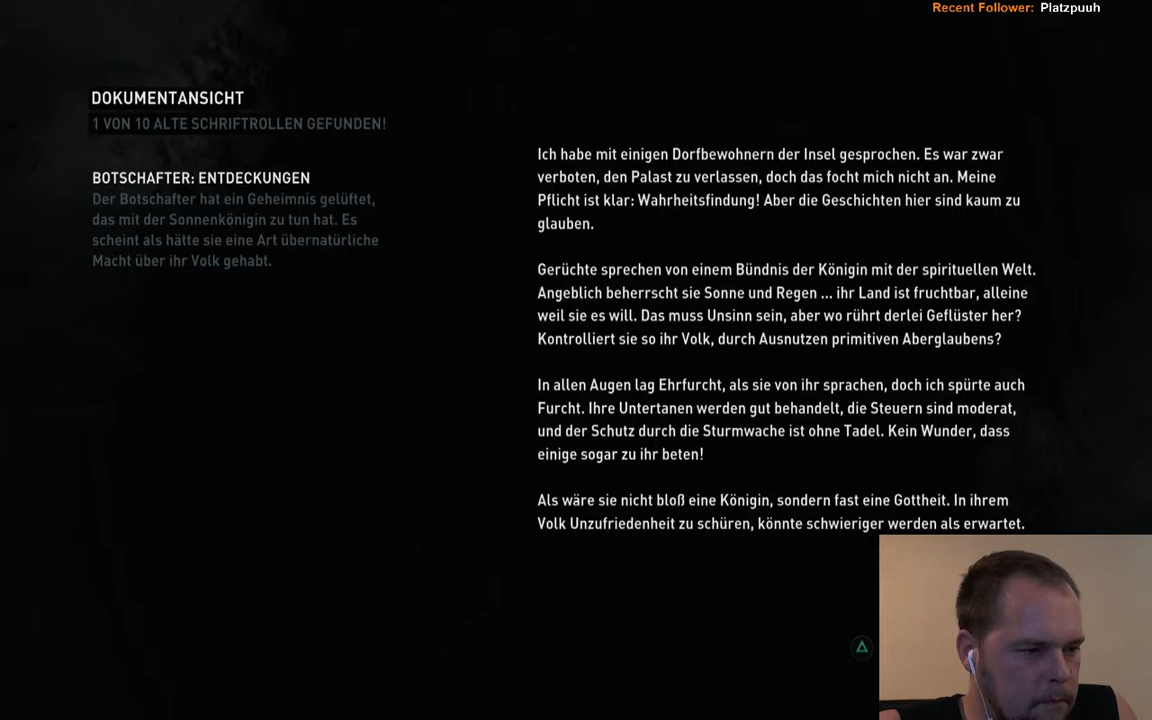 Recent Follower: Platzpuuh
DOKUMENTANSICHT
1 VON 10 ALTE SCHRIFTROLLEN GEFUNDEN!
BOTSCHAFTER: ENTDECKUNGEN
Der Botschafter hat ein Geheimnis gelüftet,
das mit der Sonnenkönigin zu tun hat. Es
scheint als hätte sie eine Art übernatürliche
Macht über ihr Volk gehabt.
Ich habe mit einigen Dorfbewohnern der Insel gesprochen. Es war zwar
verboten, den Palast zu verlassen, doch das focht mich nicht an. Meine
Pflicht ist klar: Wahrheitsfindung! Aber die Geschichten hier sind kaum zu
glauben.
Gerüchte sprechen von einem Bündnis der Königin mit der spirituellen Welt.
Angeblich beherrscht sie Sonne und Regen ... ihr Land ist fruchtbar, alleine
weil sie es will. Das muss Unsinn sein, aber wo rührt derlei Geflüster her?
Kontrolliert sie so ihr Volk, durch Ausnutzen primitiven Aberglaubens?
In allen Augen lag Ehrfurcht, als sie von ihr sprachen, doch ich spürte auch
Furcht. Ihre Untertanen werden gut behandelt, die Steuern sind moderat,
und der Schutz durch die Sturmwache ist ohne Tadel. Kein Wunder, dass
einige sogar zu ihr beten!
Als wäre sie nicht bloß eine Königin, sondern fast eine Gottheit. In ihrem
Volk Unzufriedenheit zu schüren, könnte schwieriger werden als erwartet.